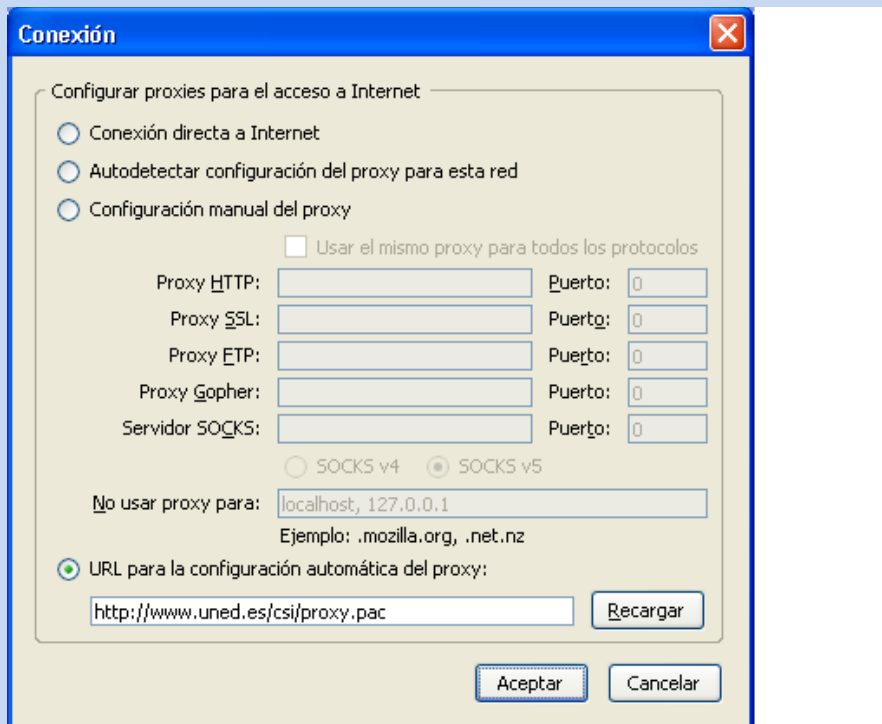 Conexión
Configurar proxies para el acceso a Internet
Conexión directa a Internet
Autodetectar configuración del proxy para esta red
Configuración manual del proxy
Usar el mismo proxy para todos los protocolos
Proxy HTTP: Puerto: 0
Proxy SSL: Puerto: 0
Proxy FTP: Puerto: 0
Proxy Gopher: Puerto: 0
Servidor SOCKS: Puerto: 0
SOCKS v4 SOCKS v5
No usar proxy para: localhost, 127.0.0.1
Ejemplo: .mozilla.org, .net.nz
URL para la configuración automática del proxy:
http://www.uned.es/csi/proxy.pac Recargar
Aceptar Cancelar